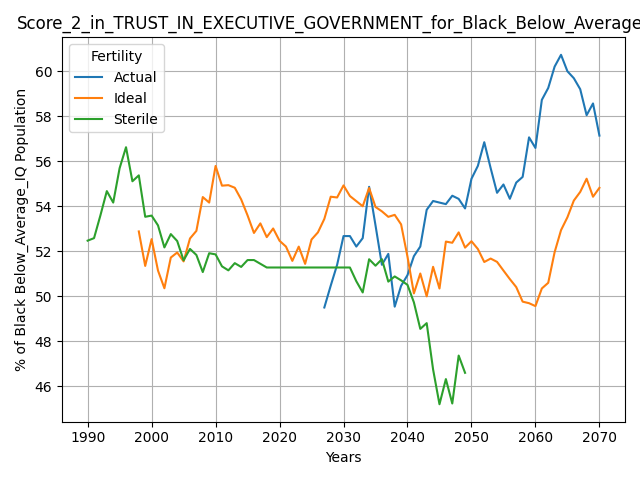 Score_2_in_TRUST_IN_EXECUTIVE_GOVERNMENT_for_Black_Below_Average
Fertility
Actual
Ideal
Sterile
% of Black Below_Average_IQ Population
60
58
56
54
52
50
48
46
1990 2000 2010 2020 2030 2040 2050 2060 2070
Years